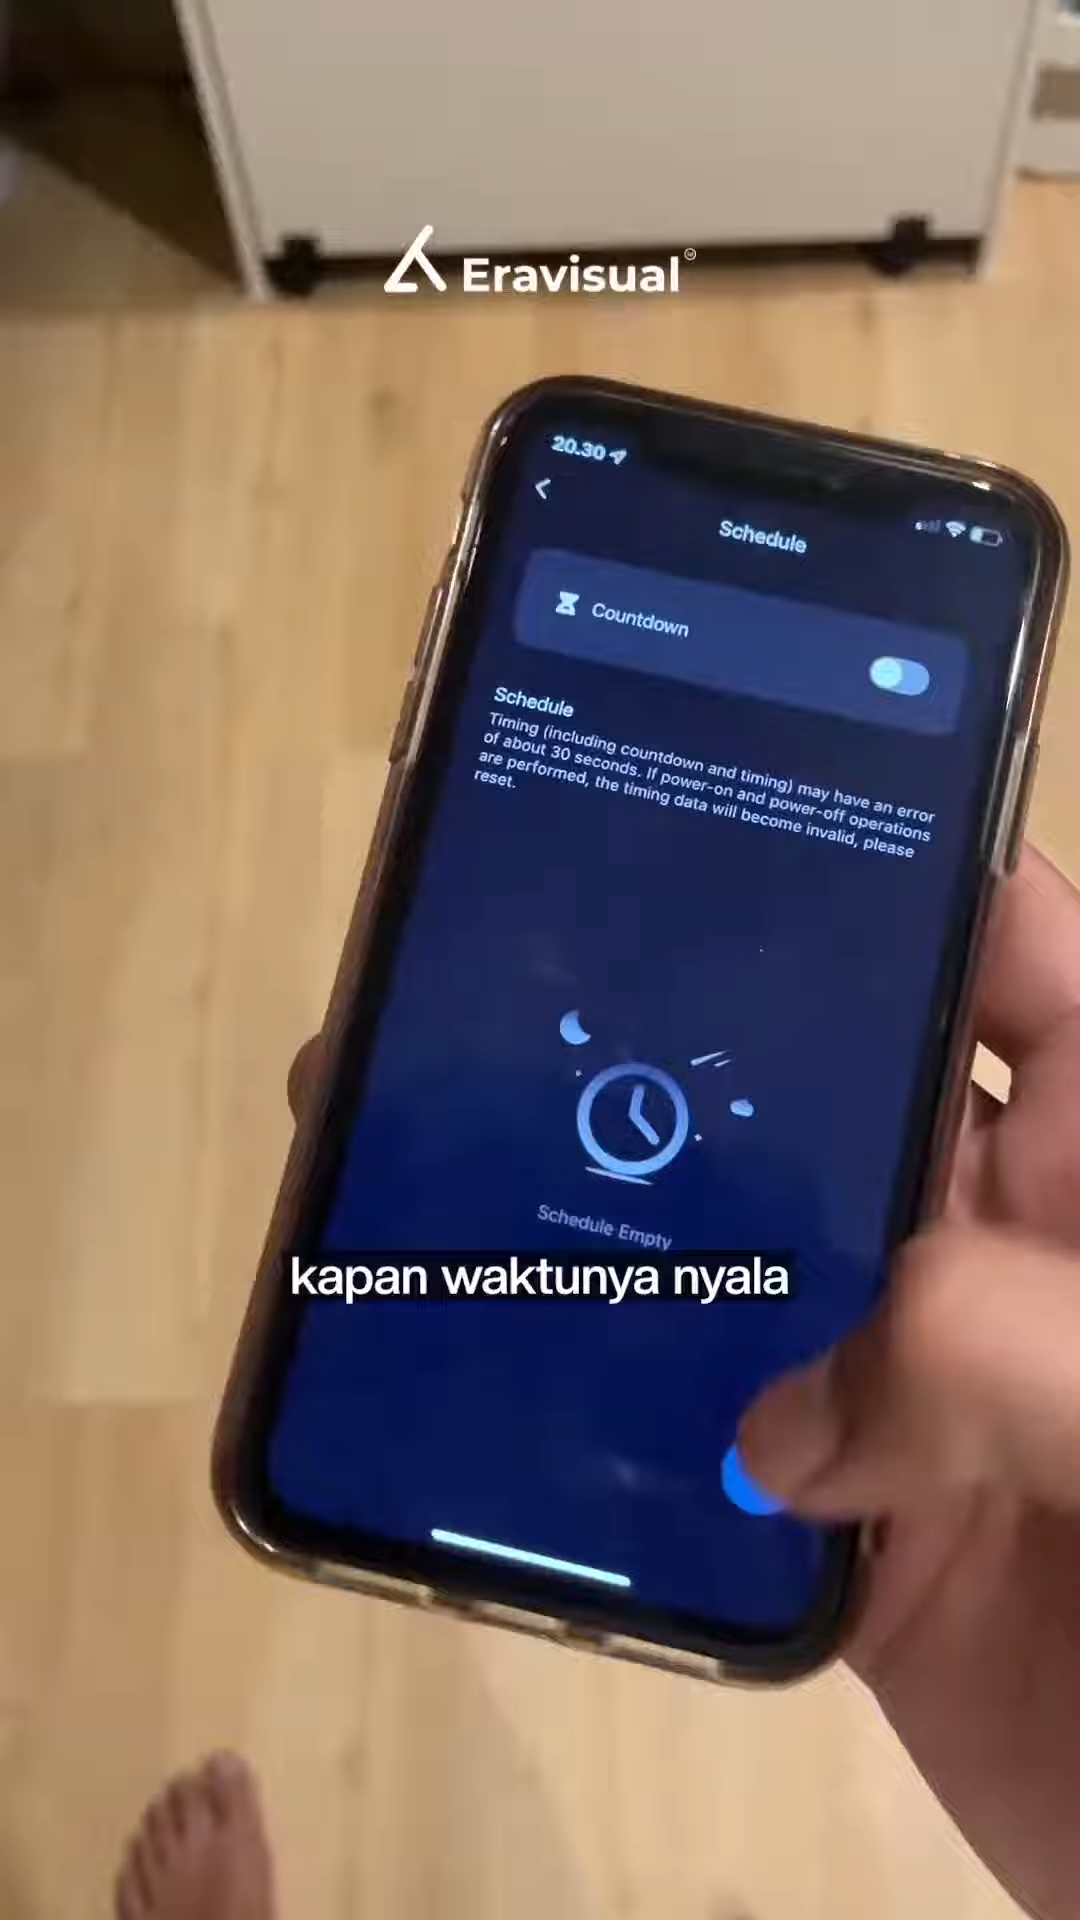 Eravisual
20.30
Schedule
Countdown
Schedule
Timing (including countdown and timing) may have an error
of about 30 seconds. If power-on and power-off operations
are performed, the timing data will become invalid, please
reset.
Schedule Empty
kapan waktunya nyala